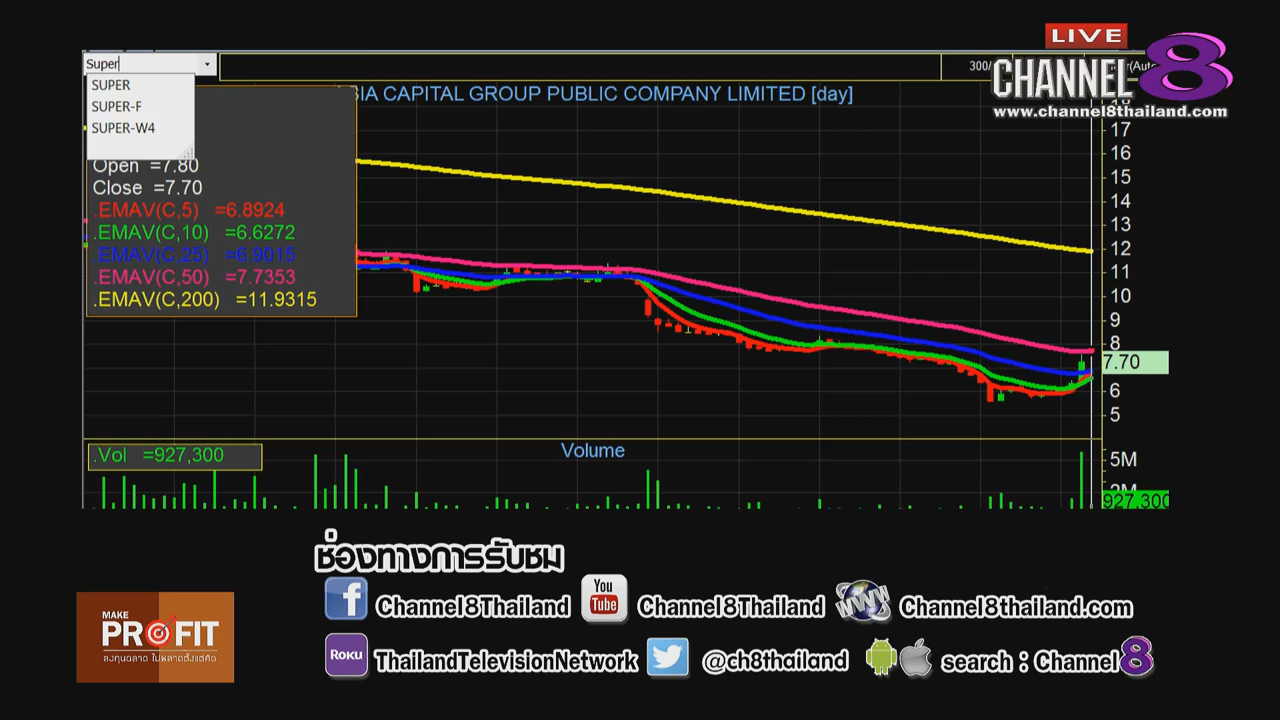 LIVE
CHANNEL 8
www.channel8thailand.com
Super
SUPER
SUPER-F
SUPER-W4
300/
ASIA CAPITAL GROUP PUBLIC COMPANY LIMITED [day]
Open =7.80
Close =7.70
.EMAV(C,5) =6.8924
.EMAV(C,10) =6.6272
.EMAV(C,25) =6.9015
.EMAV(C,50) =7.7353
.EMAV(C,200) =11.9315
18
17
16
15
14
13
12
11
10
9
8
7.70
6
5
.Vol =927,300
Volume
5M
2M
927,300
ช่องทางการรับชม
f Channel8Thailand
You Tube Channel8Thailand
WWW Channel8thailand.com
Roku ThailandTelevisionNetwork
@ch8thailand
search : Channel 8
MAKE
PROFIT
ลงทุนฉลาด ไม่พลาดตั้งแต่คิด